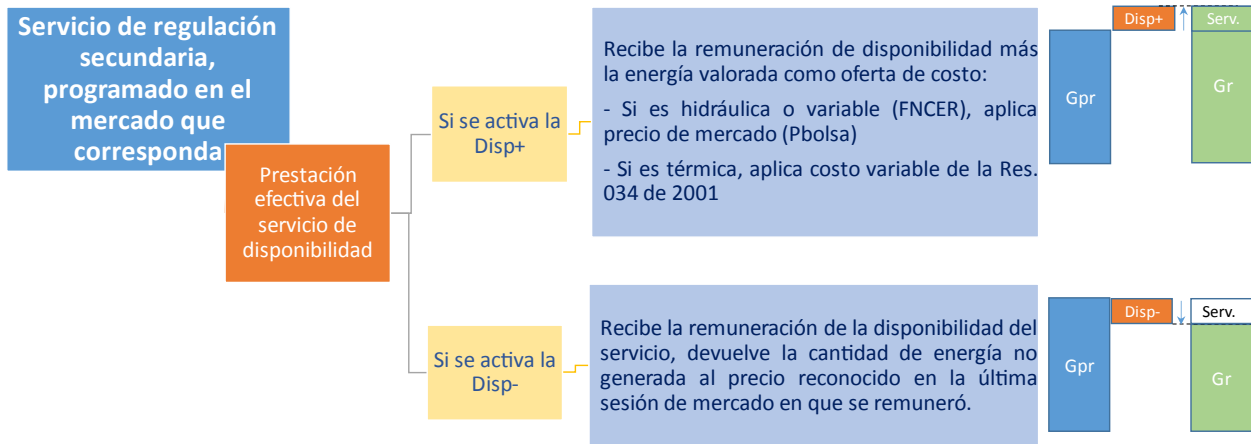 Servicio de regulación
secundaria,
programado en el
mercado que
corresponda
Prestación
efectiva del
servicio de
disponibilidad
Si se activa la
Disp+
Recibe la remuneración de disponibilidad más
la energía valorada como oferta de costo:
- Si es hidráulica o variable (FNCER), aplica
precio de mercado (Pbolsa)
- Si es térmica, aplica costo variable de la Res.
034 de 2001
Gpr
Disp+
Serv.
Gr
Si se activa la
Disp-
Recibe la remuneración de la disponibilidad del
servicio, devuelve la cantidad de energía no
generada al precio reconocido en la última
sesión de mercado en que se remuneró.
Gpr
Disp-
Serv.
Gr